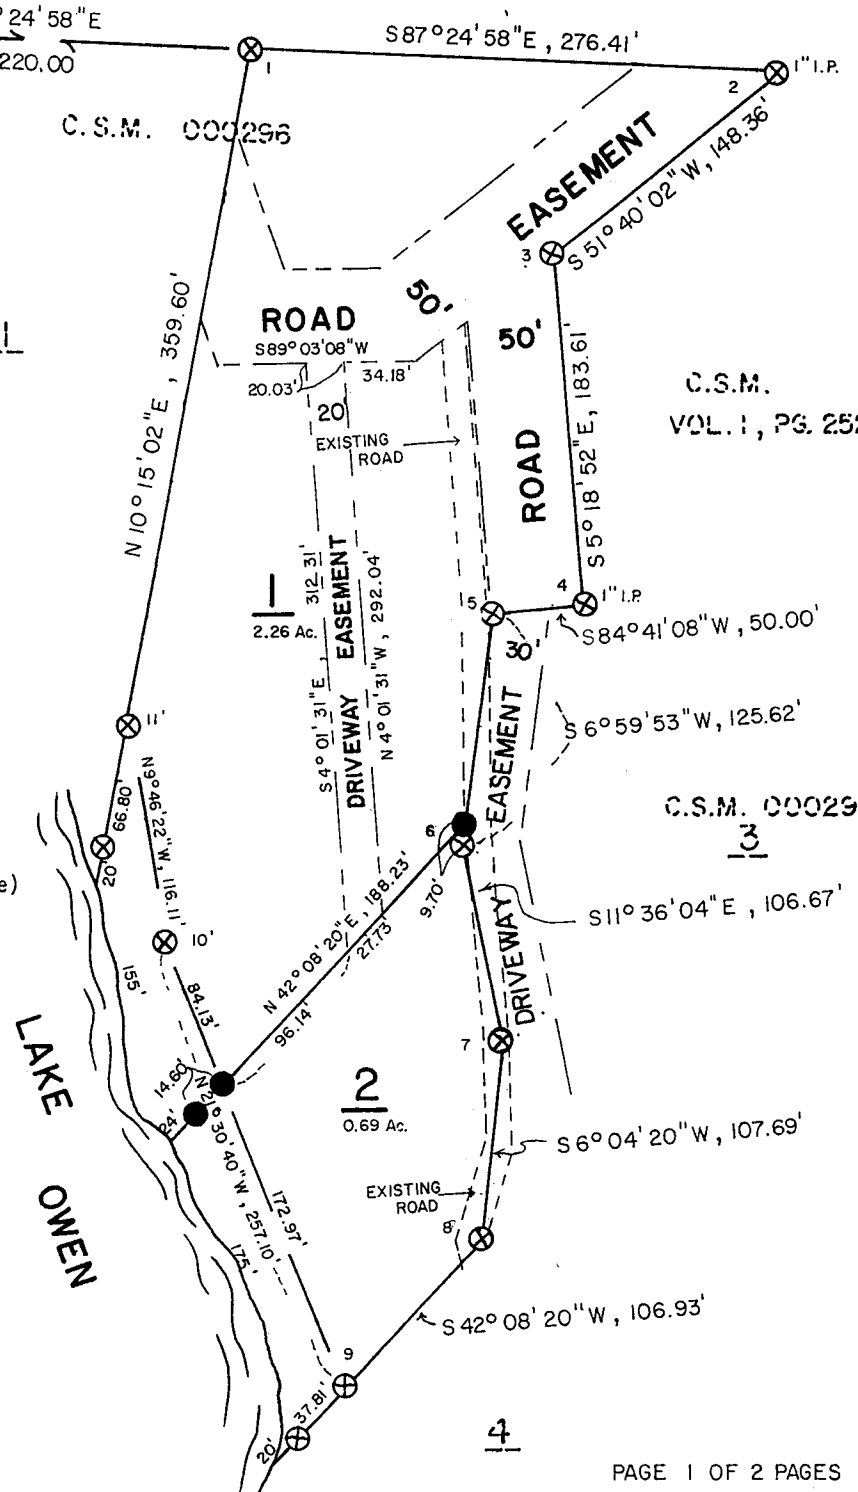 °24'58"E
220.00
S87°24'58"E, 276.41'
1
2
1" I.P.
C.S.M. 000296
EASEMENT
S51°40'02"W, 148.36'
3
N10°15'02"E, 359.60'
ROAD
50'
50'
S89°03'08"W
20.03'
34.18'
20'
EXISTING
ROAD
ROAD
S5°18'52"E, 183.61'
C.S.M.
VOL. 1, PG. 252
1
2.26 Ac.
S4°01'31"E, 312.31'
DRIVEWAY EASEMENT
N4°01'31"W, 292.04'
5
4
1" I.P.
S84°41'08"W, 50.00'
30'
DRIVEWAY EASEMENT
S6°59'53"W, 125.62'
11'
N9°46'22"W, 116.11'
66.80'
20'
6
9.70'
C.S.M. 00029
3
e)
N42°08'20"E, 188.23'
27.73'
96.14'
S11°36'04"E, 106.67'
10'
155'
84.13'
14.60'
24'
N21°30'40"W, 257.10'
172.97'
175'
LAKE OWEN
7
2
0.69 Ac.
S6°04'20"W, 107.69'
EXISTING
ROAD
8
S42°08'20"W, 106.93'
9
37.81'
20'
4
PAGE 1 OF 2 PAGES